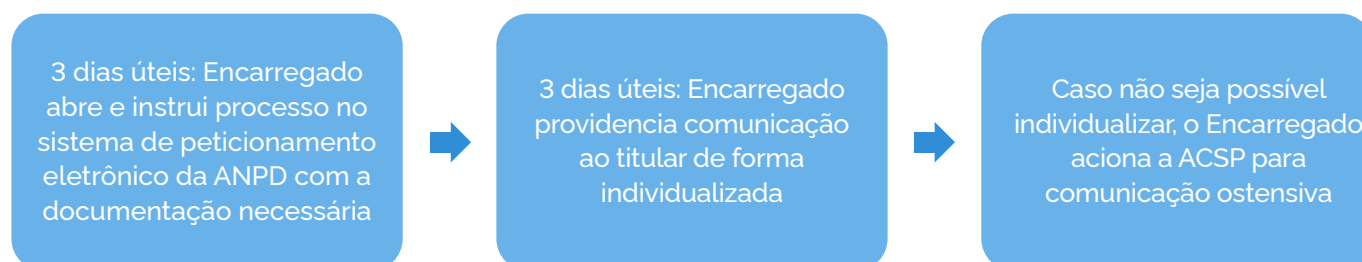 3 dias úteis: Encarregado
abre e instrui processo no
sistema de peticionamento
eletrônico da ANPD com a
documentação necessária
3 dias úteis: Encarregado
providencia comunicação
ao titular de forma
individualizada
Caso não seja possível
individualizar, o Encarregado
aciona a ACSP para
comunicação ostensiva